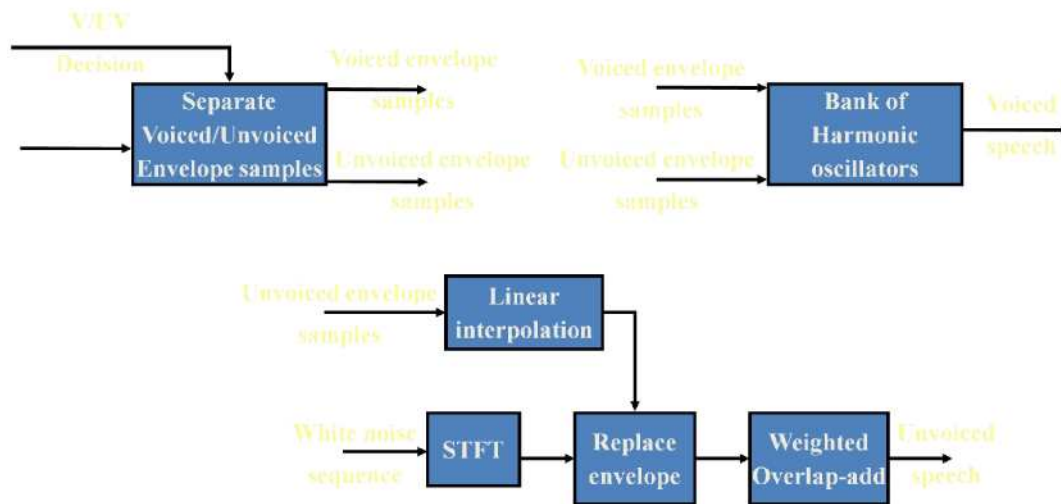 V/UV
Decision
Separate
Voiced/Unvoiced
Envelope samples
Voiced envelope
samples
Unvoiced envelope
samples
Voiced envelope
samples
Unvoiced envelope
samples
Bank of
Harmonic
oscillators
Voiced
speech
Unvoiced envelope
samples
Linear
interpolation
White noise
sequence
STFT
Replace
envelope
Weighted
Overlap-add
Unvoiced
speech